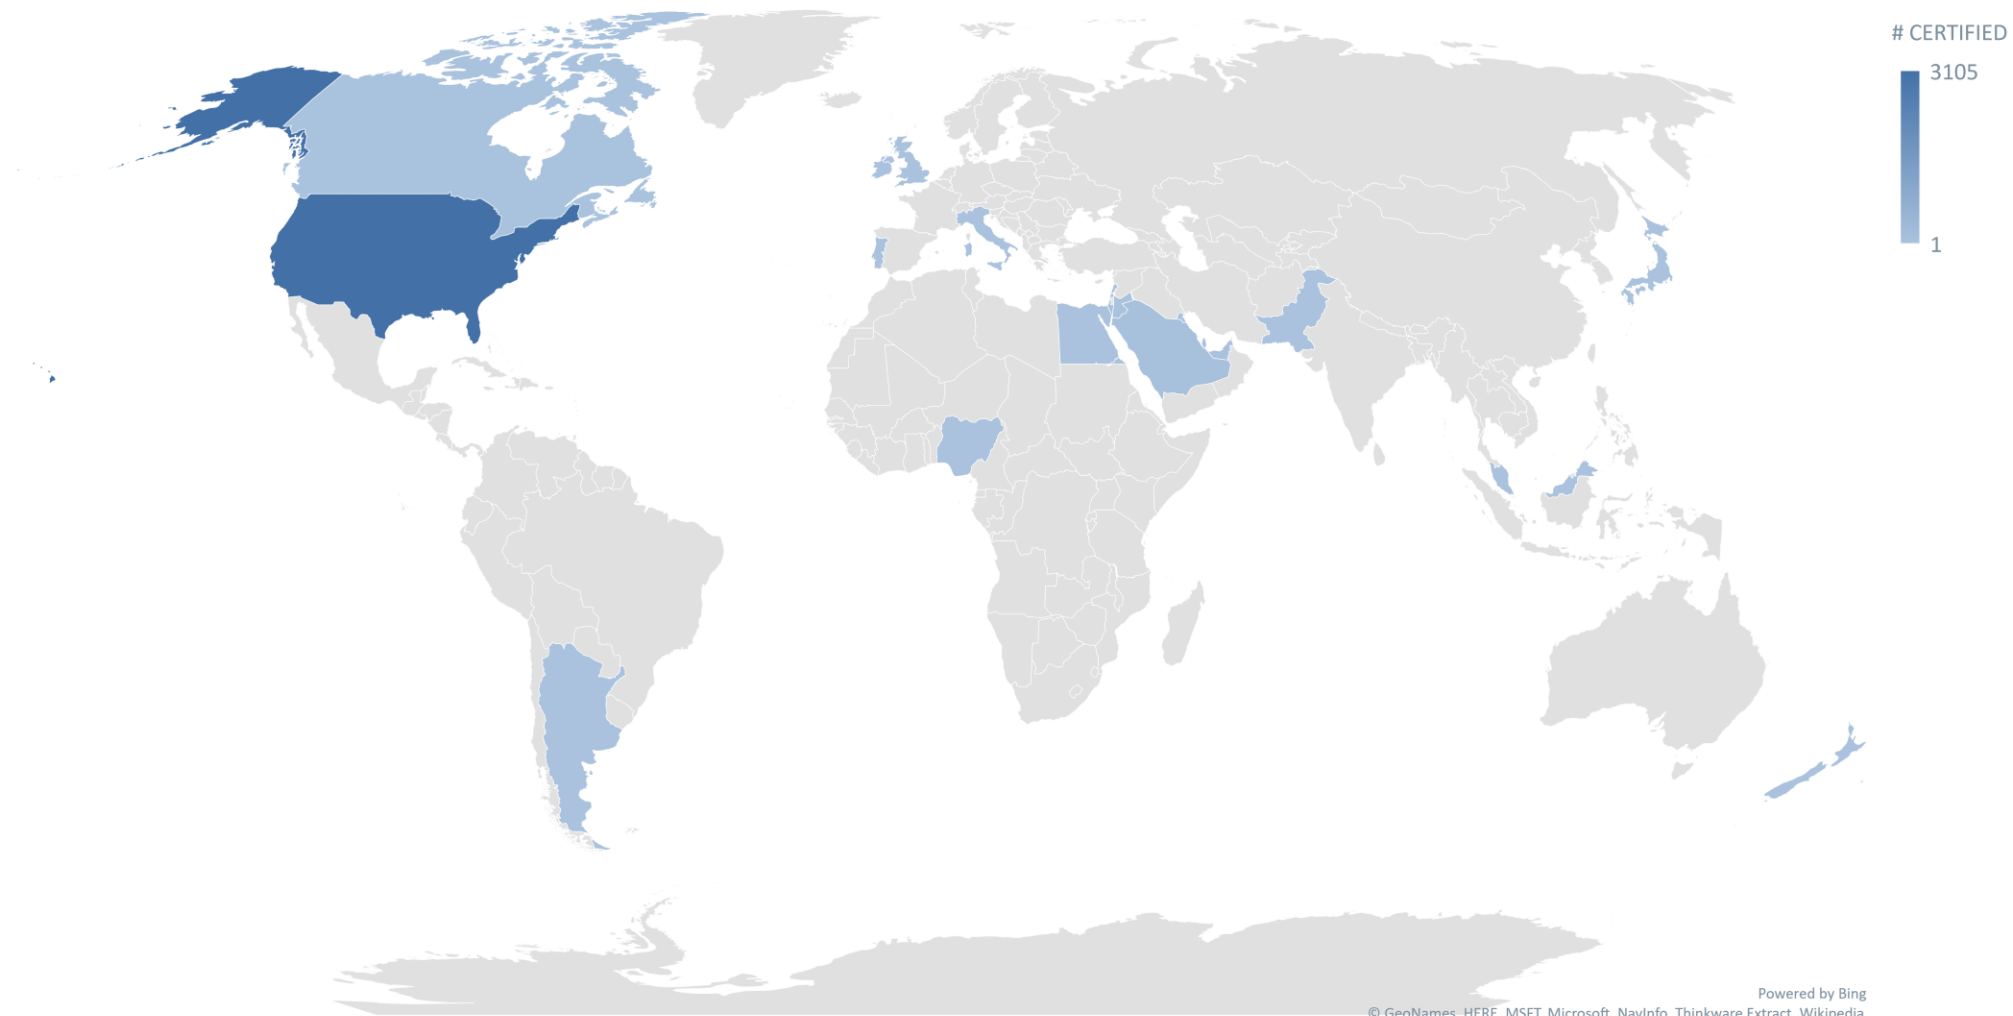 # CERTIFIED
3105
1
Powered by Bing
© GeoNames, HERE, MSFT, Microsoft, NavInfo, Thinkware Extract, Wikipedia